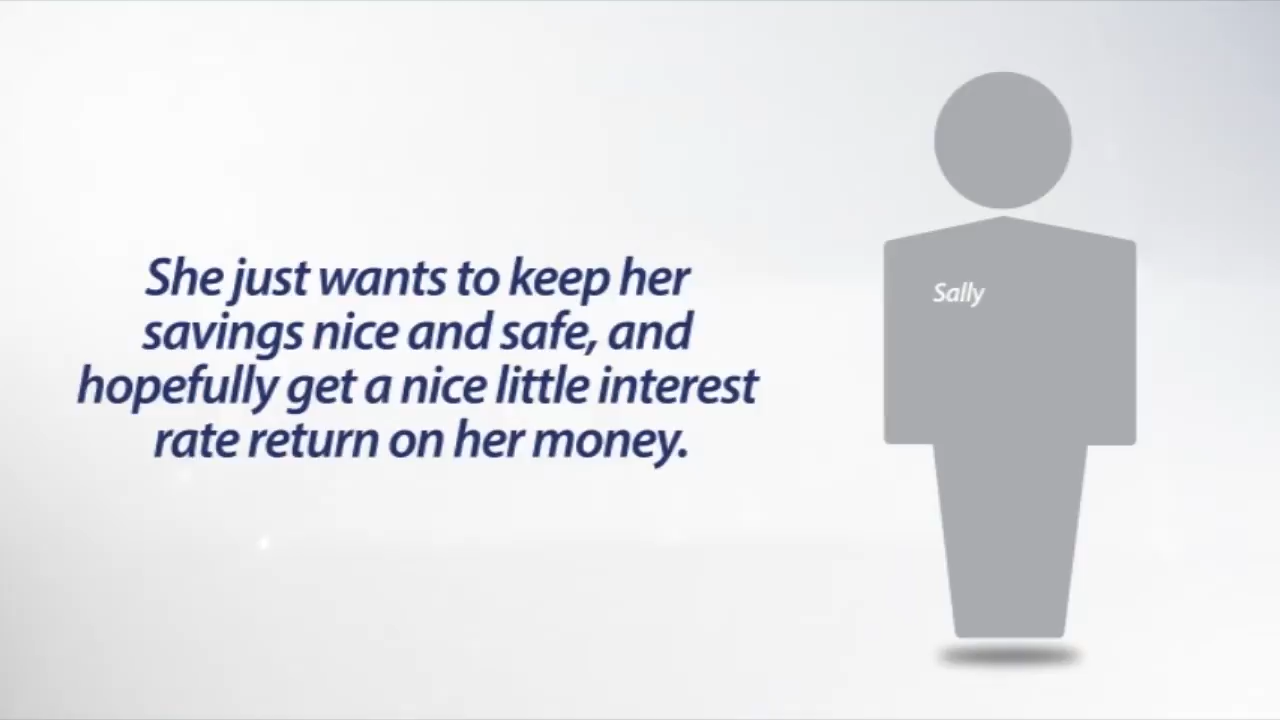 She just wants to keep her
savings nice and safe, and
hopefully get a nice little interest
rate return on her money.
Sally